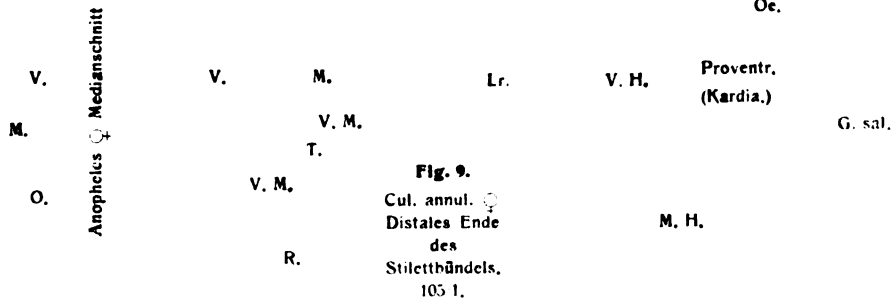 Oe.
Anopheles ♀ Medianschnitt
V.
V.
M.
Lr.
V. H.
Proventr.
(Kardia.)
M.
V. M.
G. sal.
T.
Fig. 9.
O.
V. M.
Cul. annul. ♀
Distales Ende
des
Stilettbündels.
105 1.
M. H.
R.